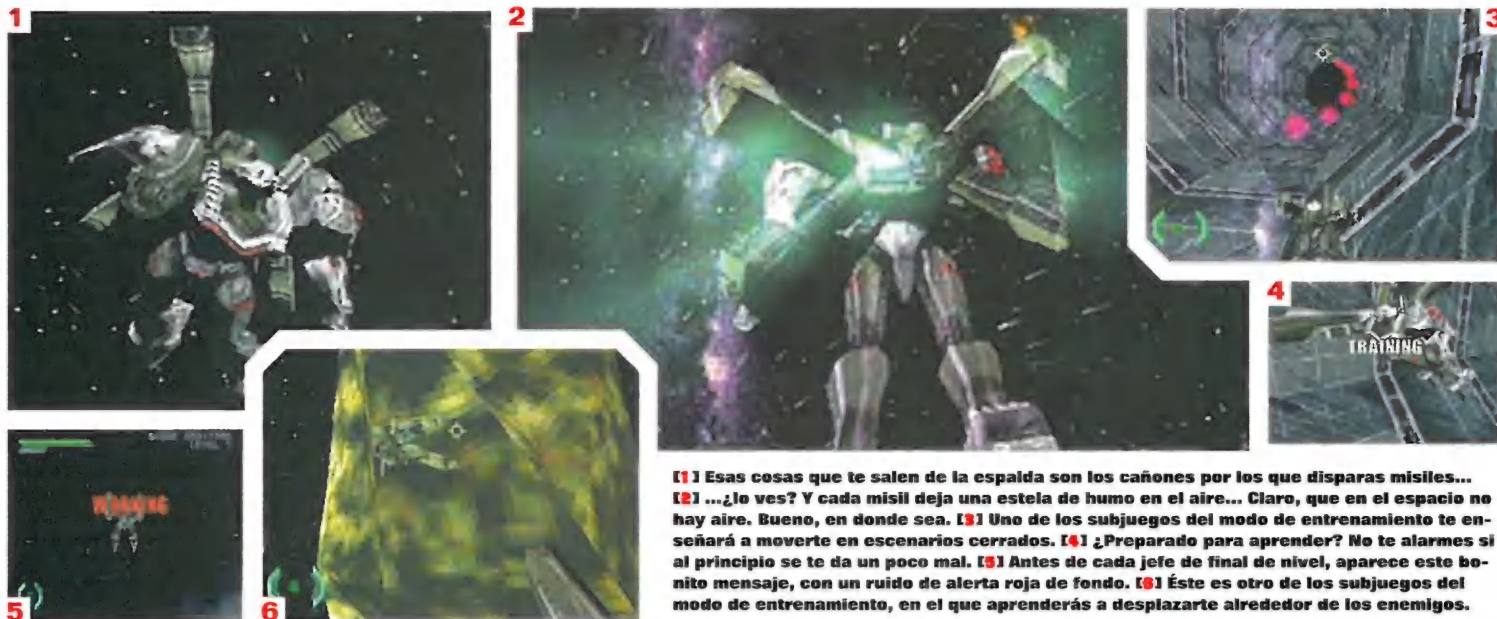 1
2
3
4
TRAINING
WARNING
5
6
[1] Esas cosas que te salen de la espalda son los cañones por los que disparas misiles...
[2] ...¿lo ves? Y cada misil deja una estela de humo en el aire... Claro, que en el espacio no
hay aire. Bueno, en donde sea. [3] Uno de los subjuegos del modo de entrenamiento te en-
señará a moverte en escenarios cerrados. [4] ¿Preparado para aprender? No te alarmes si
al principio se te da un poco mal. [5] Antes de cada jefe de final de nivel, aparece este bo-
nito mensaje, con un ruido de alerta roja de fondo. [6] Éste es otro de los subjuegos del
modo de entrenamiento, en el que aprenderás a desplazarte alrededor de los enemigos.